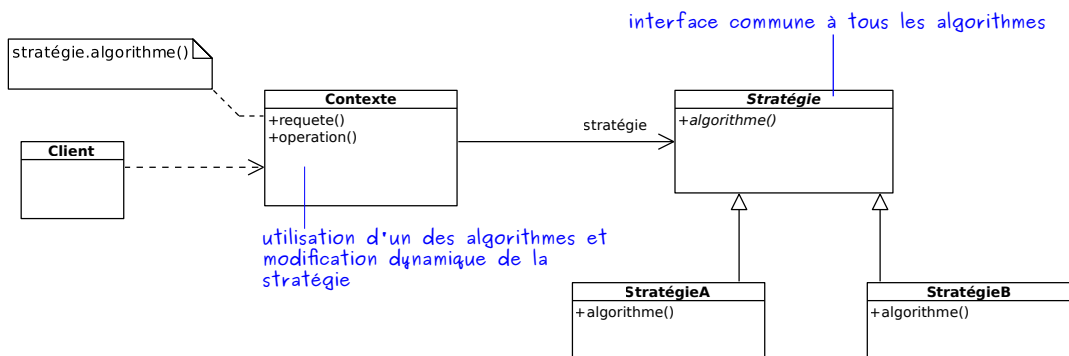 interface commune à tous les algorithmes
stratégie.algorithme()
Contexte
+requete()
+operation()
stratégie
Stratégie
+algorithme()
Client
utilisation d'un des algorithmes et
modification dynamique de la
stratégie
StratégieA
+algorithme()
StratégieB
+algorithme()